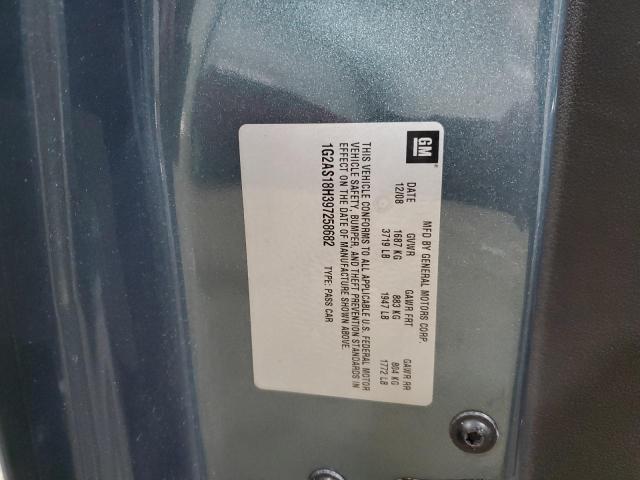 GM
MFD BY GENERAL MOTORS CORP.
DATE GVWR GAWR FRT GAWR RR
12/08 1687 KG 883 KG 804 KG
3719 LB 1947 LB 1772 LB
THIS VEHICLE CONFORMS TO ALL APPLICABLE U.S. FEDERAL MOTOR
VEHICLE SAFETY, BUMPER, AND THEFT PREVENTION STANDARDS IN
EFFECT ON THE DATE OF MANUFACTURE SHOWN ABOVE.
1G2AS18H397258682 TYPE: PASS CAR